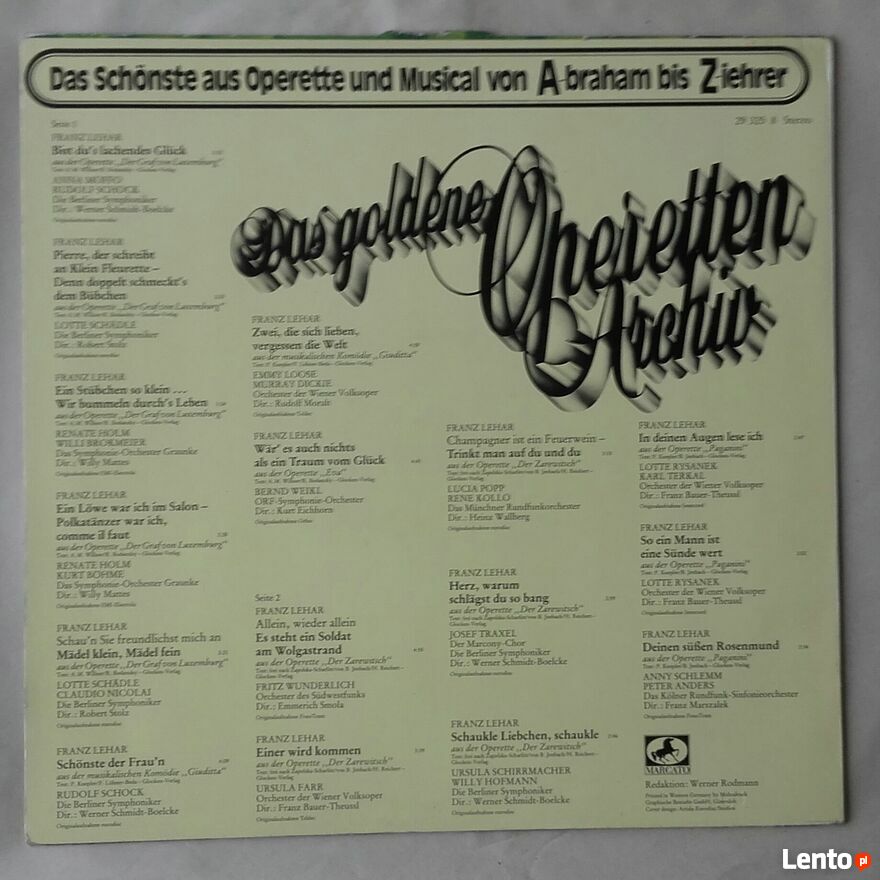 Das Schönste aus Operette und Musical von A-braham bis Z-iehrer
29 325 8 Stereo
Das goldene
Operetten
Archiv
Seite 1
FRANZ LEHAR
Bist du's lachendes Glück
aus der Operette „Der Graf von Luxemburg"
ANNA MOFFO
RUDOLF SCHOCK
Die Berliner Symphoniker
Dir.: Werner Schmidt-Boelcke
FRANZ LEHAR
Pierre, der schreibt
an Klein Fleurette –
Denn doppelt schmeckt's
dem Bübchen
aus der Operette „Der Graf von Luxemburg"
LOTTE SCHÄDLE
Die Berliner Symphoniker
Dir.: Robert Stolz
FRANZ LEHAR
Ein Stübchen so klein ...
Wir bummeln durch's Leben
aus der Operette „Der Graf von Luxemburg"
RENATE HOLM
WILLI BROKMEIER
Das Symphonie-Orchester Graunke
Dir.: Willy Mattes
FRANZ LEHAR
Ein Löwe war ich im Salon –
Polkatänzer war ich,
comme il faut
aus der Operette „Der Graf von Luxemburg"
RENATE HOLM
KURT BÖHME
Das Symphonie-Orchester Graunke
Dir.: Willy Mattes
FRANZ LEHAR
Schau'n Sie freundlichst mich an
Mädel klein, Mädel fein
aus der Operette „Der Graf von Luxemburg"
LOTTE SCHÄDLE
CLAUDIO NICOLAI
Die Berliner Symphoniker
Dir.: Robert Stolz
FRANZ LEHAR
Schönste der Frau'n
aus der musikalischen Komödie „Giuditta"
RUDOLF SCHOCK
Die Berliner Symphoniker
Dir.: Werner Schmidt-Boelcke
FRANZ LEHAR
Zwei, die sich lieben,
vergessen die Welt
aus der musikalischen Komödie „Giuditta"
EMMY LOOSE
MURRAY DICKIE
Orchester der Wiener Volksoper
Dir.: Rudolf Moralt
FRANZ LEHAR
Wär' es auch nichts
als ein Traum vom Glück
aus der Operette „Eva"
BERND WEIKL
ORF-Symphonie-Orchester
Dir.: Kurt Eichhorn
Seite 2
FRANZ LEHAR
Allein, wieder allein
Es steht ein Soldat
am Wolgastrand
aus der Operette „Der Zarewitsch"
FRITZ WUNDERLICH
Orchester des Südwestfunks
Dir.: Emmerich Smola
FRANZ LEHAR
Einer wird kommen
aus der Operette „Der Zarewitsch"
URSULA FARR
Orchester der Wiener Volksoper
Dir.: Franz Bauer-Theussl
FRANZ LEHAR
Champagner ist ein Feuerwein –
Trinkt man auf du und du
aus der Operette „Der Zarewitsch"
LUCIA POPP
RENE KOLLO
Das Münchner Rundfunkorchester
Dir.: Heinz Wallberg
FRANZ LEHAR
Herz, warum
schlägst du so bang
aus der Operette „Der Zarewitsch"
JOSEF TRAXEL
Der Marcony-Chor
Die Berliner Symphoniker
Dir.: Werner Schmidt-Boelcke
FRANZ LEHAR
Schaukle Liebchen, schaukle
aus der Operette „Der Zarewitsch"
URSULA SCHIRRMACHER
WILLY HOFMANN
Die Berliner Symphoniker
Dir.: Werner Schmidt-Boelcke
FRANZ LEHAR
In deinen Augen lese ich
aus der Operette „Paganini"
LOTTE RYSANEK
KARL TERKAL
Orchester der Wiener Volksoper
Dir.: Franz Bauer-Theussl
FRANZ LEHAR
So ein Mann ist
eine Sünde wert
aus der Operette „Paganini"
LOTTE RYSANEK
Orchester der Wiener Volksoper
Dir.: Franz Bauer-Theussl
FRANZ LEHAR
Deinen süßen Rosenmund
aus der Operette „Paganini"
ANNY SCHLEMM
PETER ANDERS
Das Kölner Rundfunk-Sinfonieorchester
Dir.: Franz Marszalek
MARCATO
Redaktion: Werner Rodmann
Lento pl